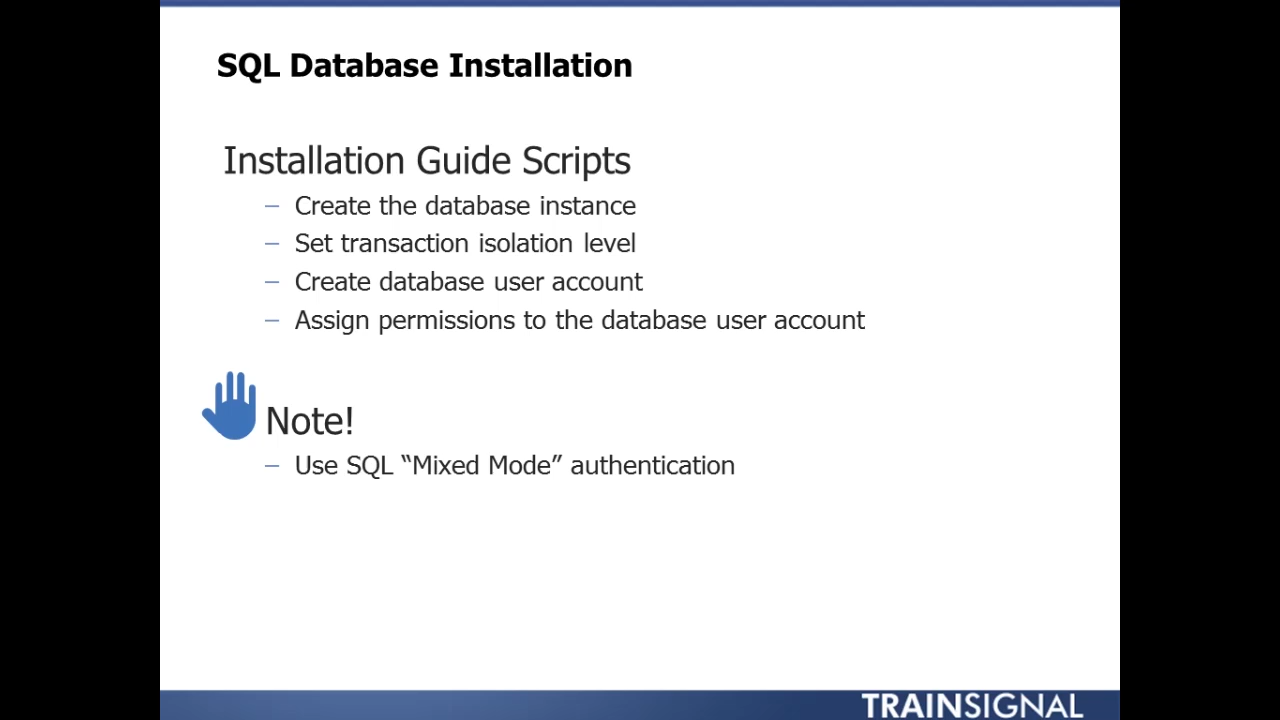 SQL Database Installation
Installation Guide Scripts
– Create the database instance
– Set transaction isolation level
– Create database user account
– Assign permissions to the database user account
Note!
– Use SQL “Mixed Mode” authentication
TRAINSIGNAL